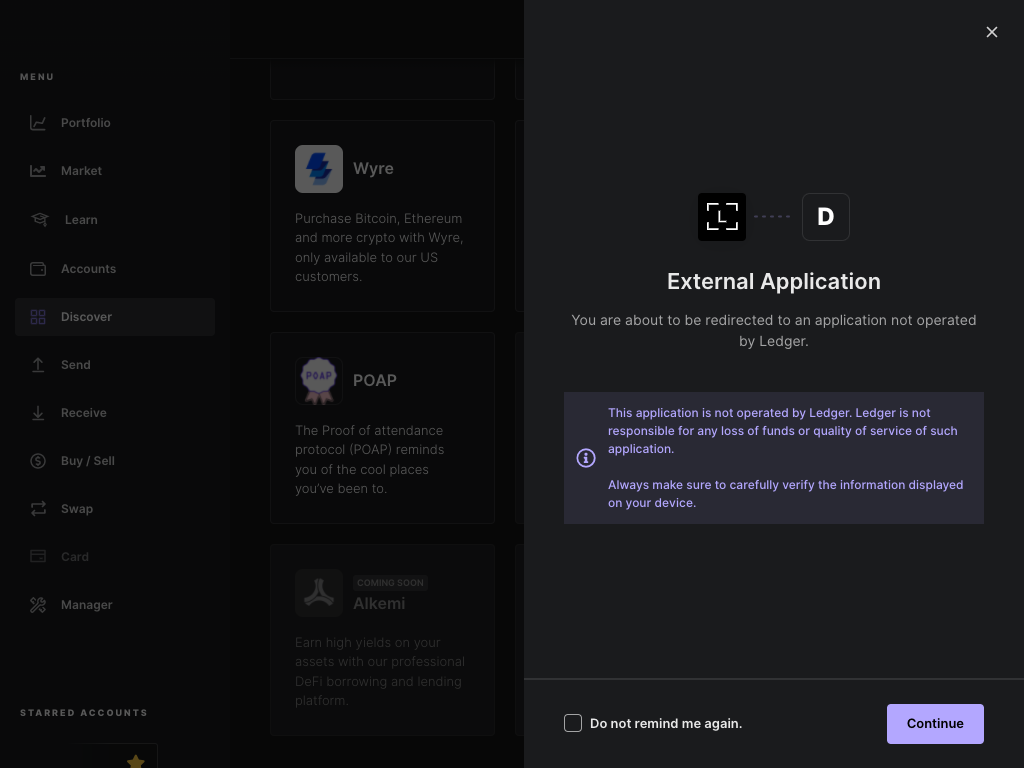 MENU
Portfolio
Market
Learn
Accounts
Discover
Send
Receive
Buy / Sell
Swap
Card
Manager
STARRED ACCOUNTS
Wyre
Purchase Bitcoin, Ethereum
and more crypto with Wyre,
only available to our US
customers.
POAP
POAP
The Proof of attendance
protocol (POAP) reminds
you of the cool places
you've been to.
COMING SOON
Alkemi
Earn high yields on your
assets with our professional
DeFi borrowing and lending
platform.
L
D
External Application
You are about to be redirected to an application not operated
by Ledger.
This application is not operated by Ledger. Ledger is not
responsible for any loss of funds or quality of service of such
application.
Always make sure to carefully verify the information displayed
on your device.
Do not remind me again.
Continue